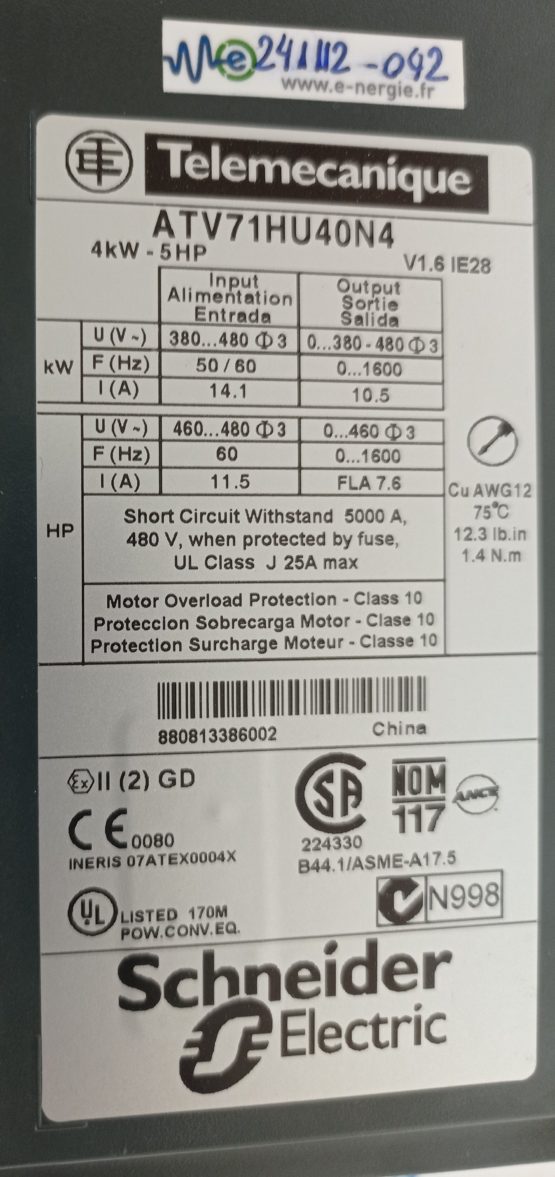 241112-042
www.e-nergie.fr
Telemecanique
ATV71HU40N4
4kW - 5HP
V1.6 IE28
Input Output
Alimentation Sortie
Entrada Salida
kW
U (V ~) 380...480 Φ 3 0...380 - 480 Φ 3
F (Hz) 50 / 60 0...1600
I (A) 14.1 10.5
HP
U (V ~) 460...480 Φ 3 0...460 Φ 3
F (Hz) 60 0...1600
I (A) 11.5 FLA 7.6
Short Circuit Withstand 5000 A,
480 V, when protected by fuse,
UL Class J 25A max
Cu AWG12
75°C
12.3 lb.in
1.4 N.m
Motor Overload Protection - Class 10
Proteccion Sobrecarga Motor - Clase 10
Protection Surcharge Moteur - Classe 10
880813386002
China
Ex II (2) GD
CE 0080
INERIS 07ATEX0004X
SA
224330
B44.1/ASME-A17.5
NOM
117
ANCE
UL LISTED 170M
POW.CONV.EQ.
N998
Schneider
Electric